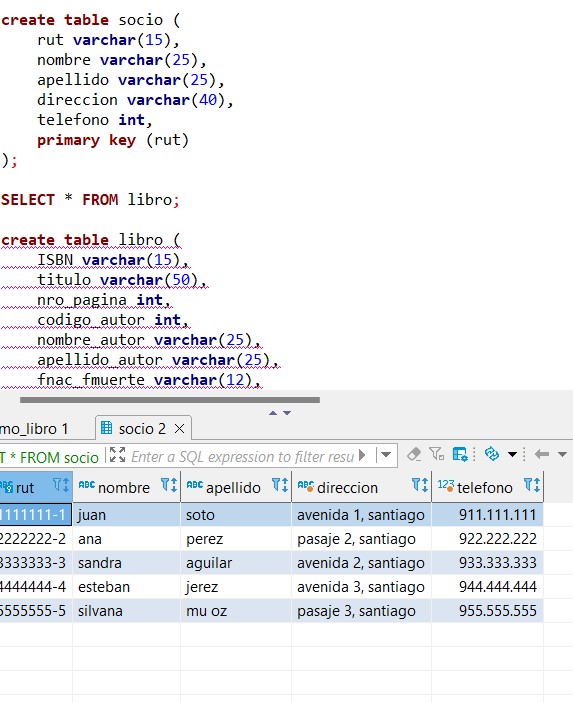 create table socio (
    rut varchar(15),
    nombre varchar(25),
    apellido varchar(25),
    direccion varchar(40),
    telefono int,
    primary key (rut)
);
SELECT * FROM libro;
create table libro (
    ISBN varchar(15),
    titulo varchar(50),
    nro_pagina int,
    codigo_autor int,
    nombre_autor varchar(25),
    apellido_autor varchar(25),
    fnac_fmuerte varchar(12),
mo_libro 1 socio 2
T * FROM socio Enter a SQL expression to filter resu
rut ABC nombre ABC apellido ABC direccion 123 telefono
1111111-1 juan soto avenida 1, santiago 911.111.111
2222222-2 ana perez pasaje 2, santiago 922.222.222
3333333-3 sandra aguilar avenida 2, santiago 933.333.333
4444444-4 esteban jerez avenida 3, santiago 944.444.444
5555555-5 silvana mu oz pasaje 3, santiago 955.555.555